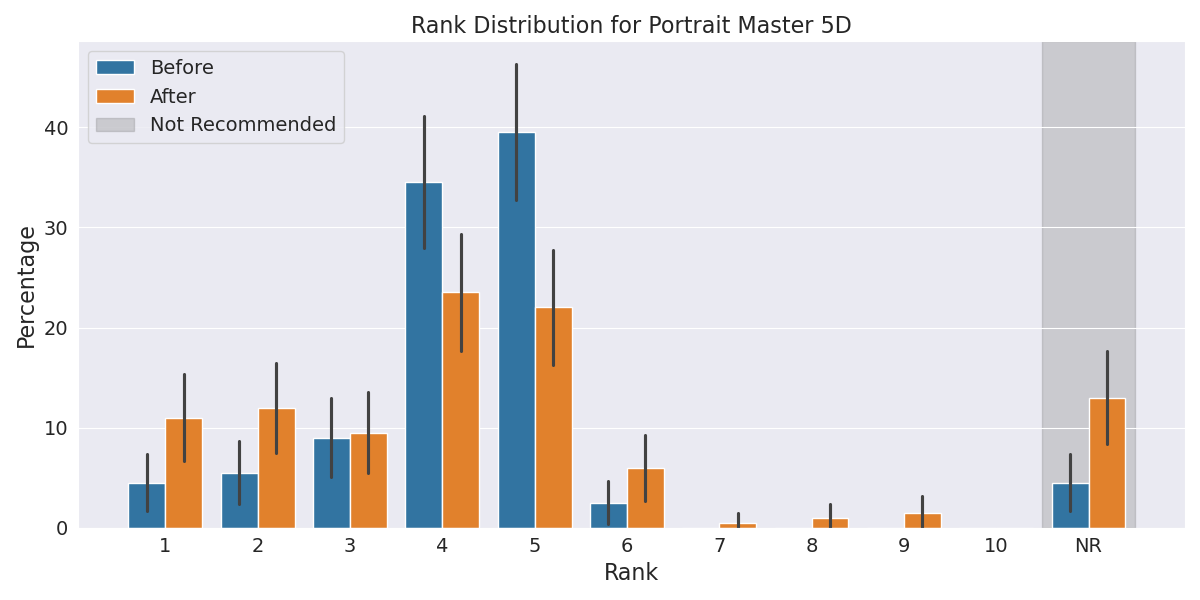 Rank Distribution for Portrait Master 5D
Before
After
Not Recommended
Percentage
40
30
20
10
0
1 2 3 4 5 6 7 8 9 10 NR
Rank